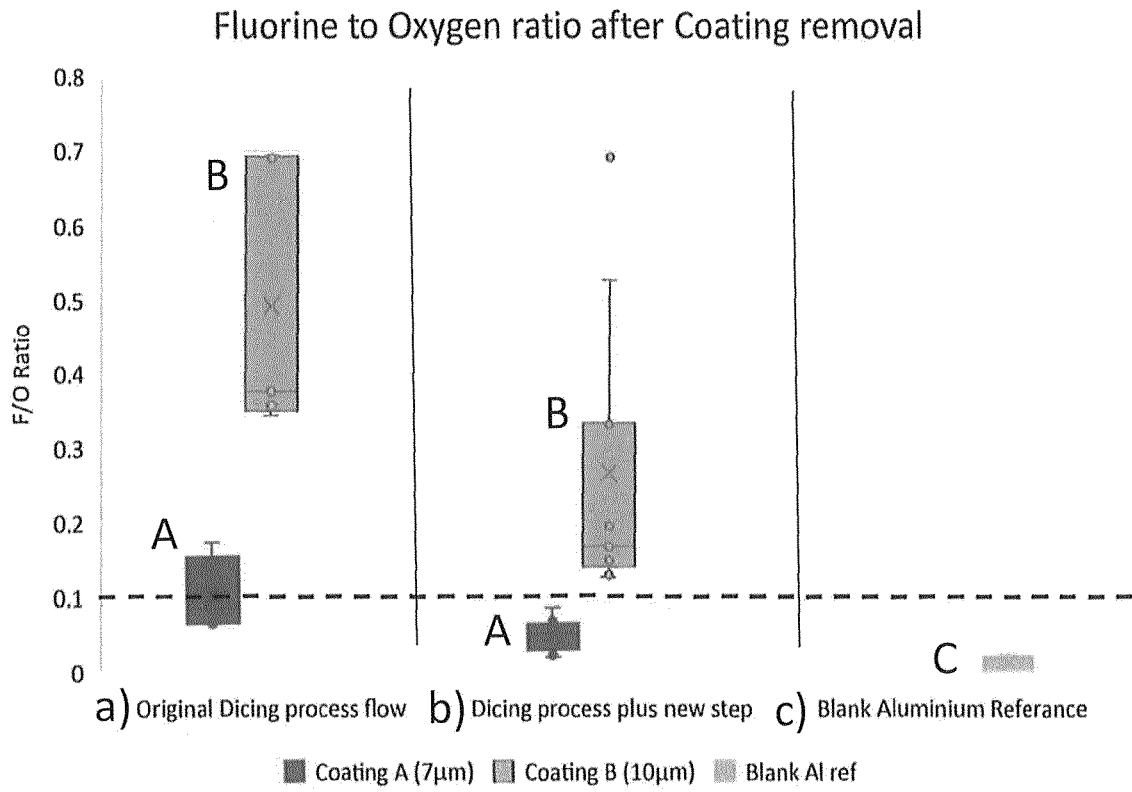 Fluorine to Oxygen ratio after Coating removal
F/O Ratio
0.8
0.7
0.6
0.5
0.4
0.3
0.2
0.1
0
B
A
B
A
C
a) Original Dicing process flow
b) Dicing process plus new step
c) Blank Aluminium Referance
Coating A (7µm)
Coating B (10µm)
Blank Al ref